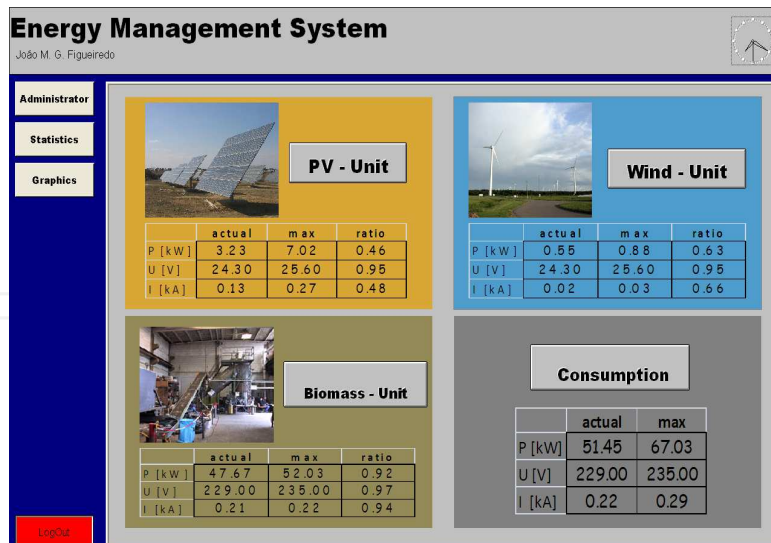 Energy Management System
João M. G. Figueiredo
Administrator
Statistics
Graphics
LogOut
PV - Unit
actual max ratio
P [kW] 3.23 7.02 0.46
U [V] 24.30 25.60 0.95
I [kA] 0.13 0.27 0.48
Wind - Unit
actual max ratio
P [kW] 0.55 0.88 0.63
U [V] 24.30 25.60 0.95
I [kA] 0.02 0.03 0.66
Biomass - Unit
actual max ratio
P [kW] 47.67 52.03 0.92
U [V] 229.00 235.00 0.97
I [kA] 0.21 0.22 0.94
Consumption
actual max
P [kW] 51.45 67.03
U [V] 229.00 235.00
I [kA] 0.22 0.29